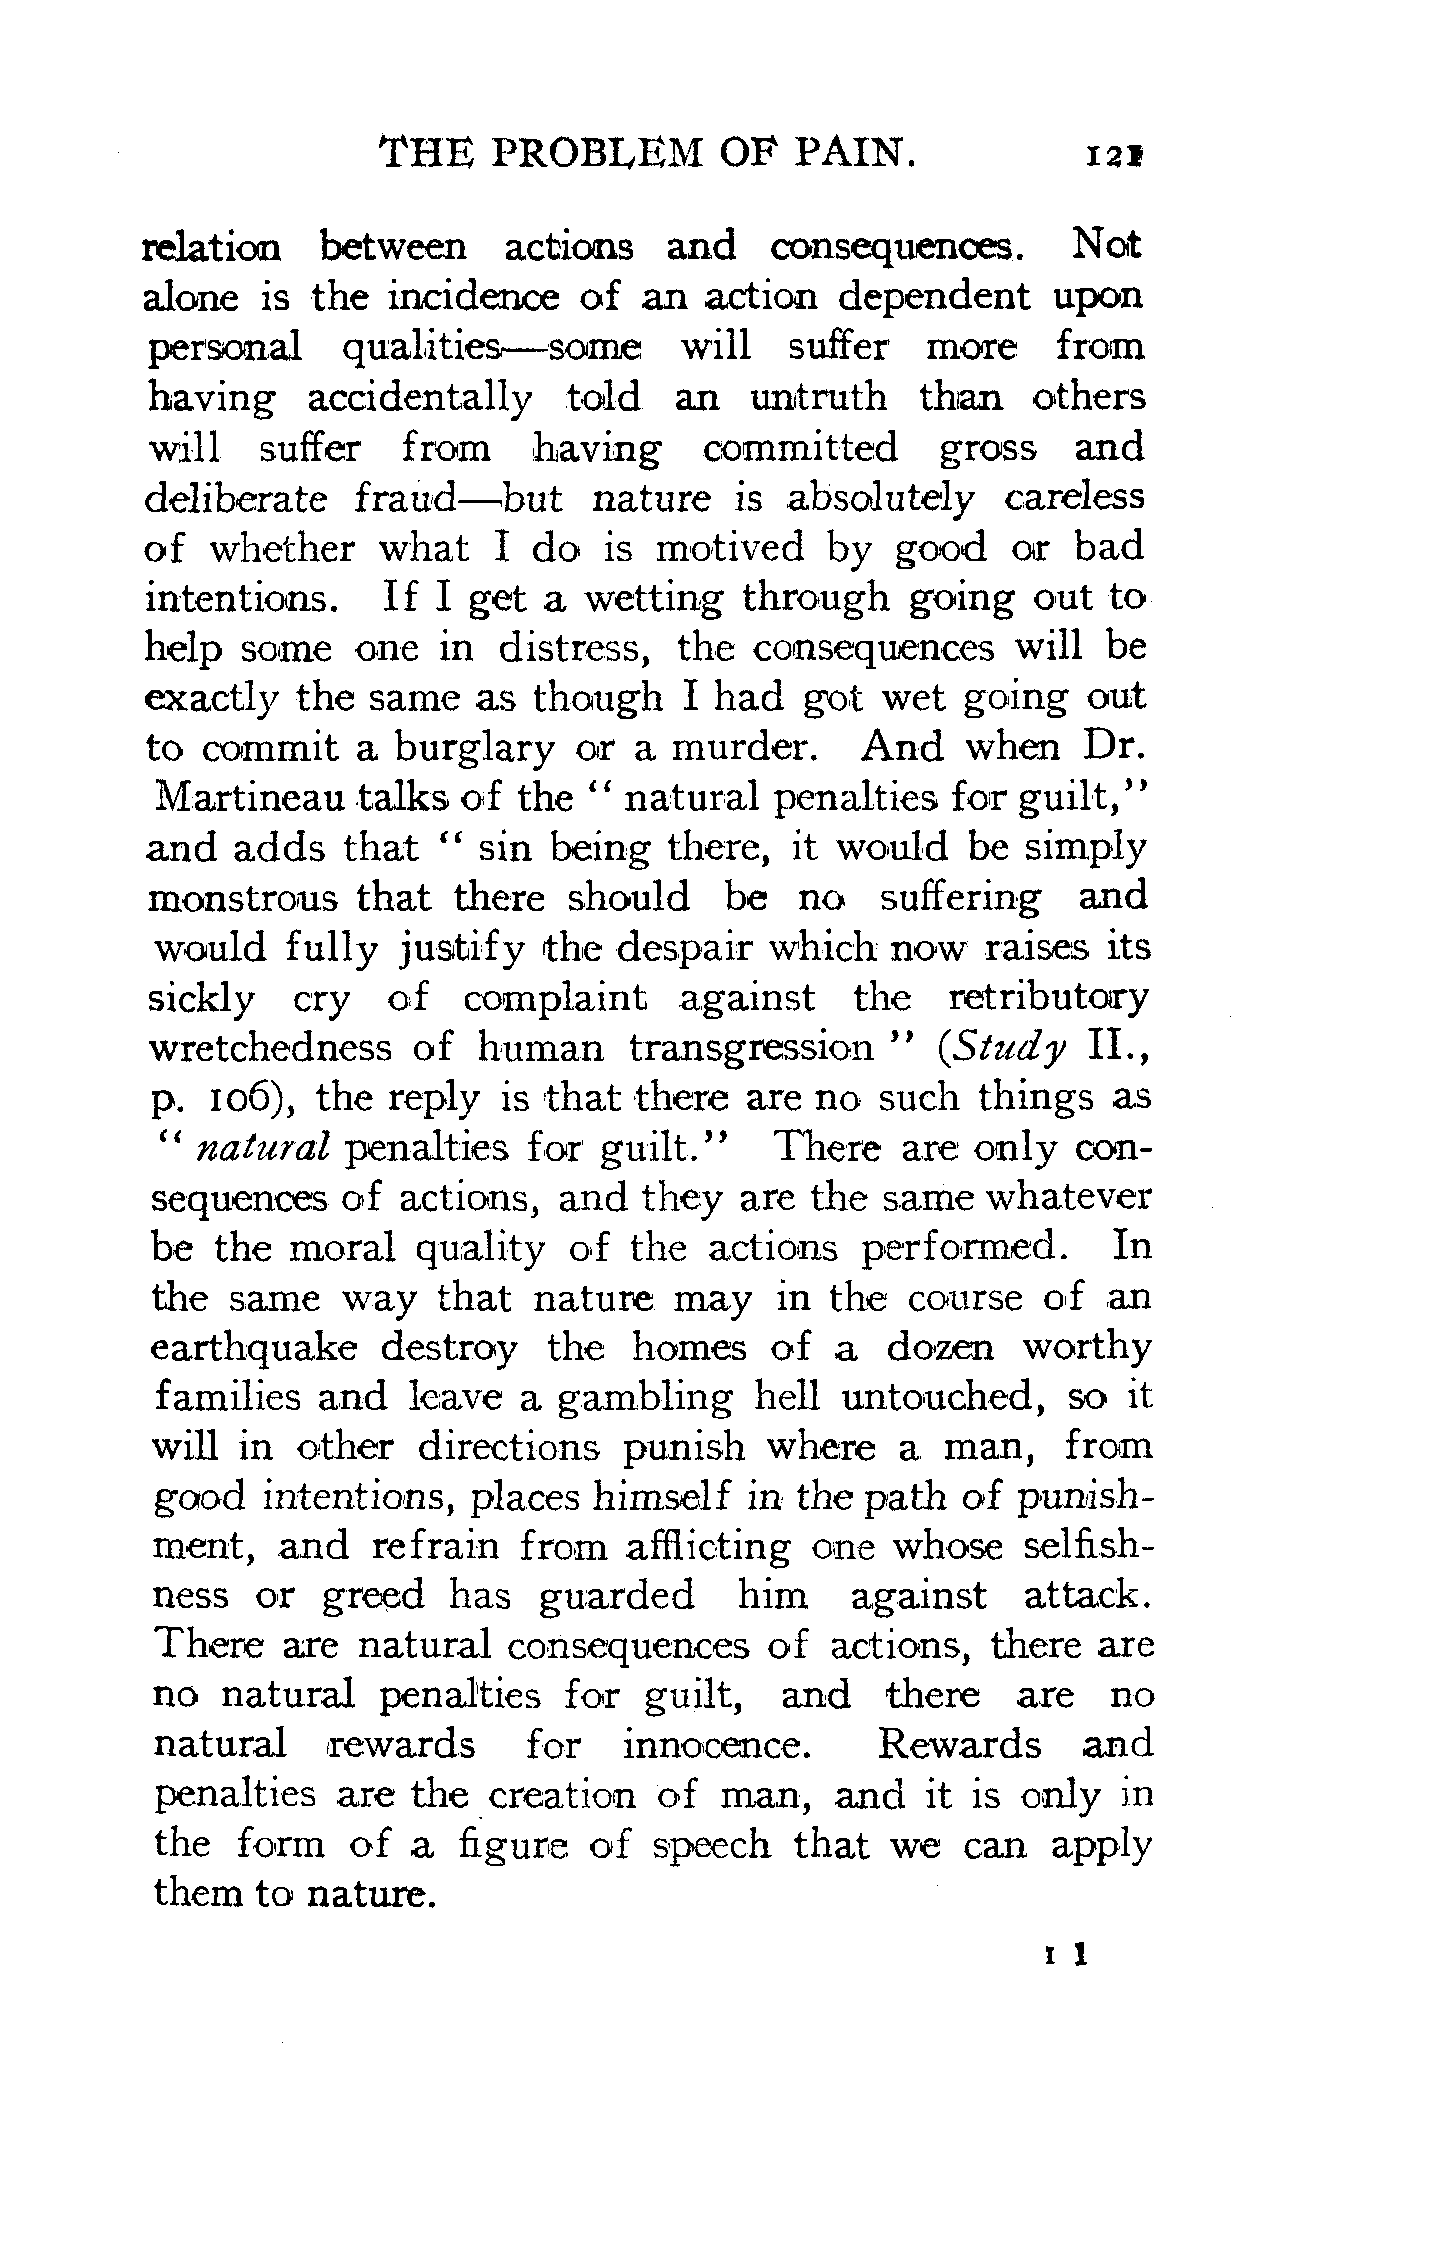 THE PROBLEM OF PAIN. 121
relation between actions and consequences. Not
alone is the incidence of an action dependent upon
personal qualities—some will suffer more from
having accidentally told an untruth than others
will suffer from having committed gross and
deliberate fraud—but nature is absolutely careless
of whether what I do is motived by good or bad
intentions. If I get a wetting through going out to
help some one in distress, the consequences will be
exactly the same as though I had got wet going out
to commit a burglary or a murder. And when Dr.
Martineau talks of the " natural penalties for guilt,"
and adds that " sin being there, it would be simply
monstrous that there should be no suffering and
would fully justify the despair which now raises its
sickly cry of complaint against the retributory
wretchedness of human transgression " (Study II.,
p. 106), the reply is that there are no such things as
" natural penalties for guilt." There are only con-
sequences of actions, and they are the same whatever
be the moral quality of the actions performed. In
the same way that nature may in the course of an
earthquake destroy the homes of a dozen worthy
families and leave a gambling hell untouched, so it
will in other directions punish where a man, from
good intentions, places himself in the path of punish-
ment, and refrain from afflicting one whose selfish-
ness or greed has guarded him against attack.
There are natural consequences of actions, there are
no natural penalties for guilt, and there are no
natural rewards for innocence. Rewards and
penalties are the creation of man, and it is only in
the form of a figure of speech that we can apply
them to nature.
I 1